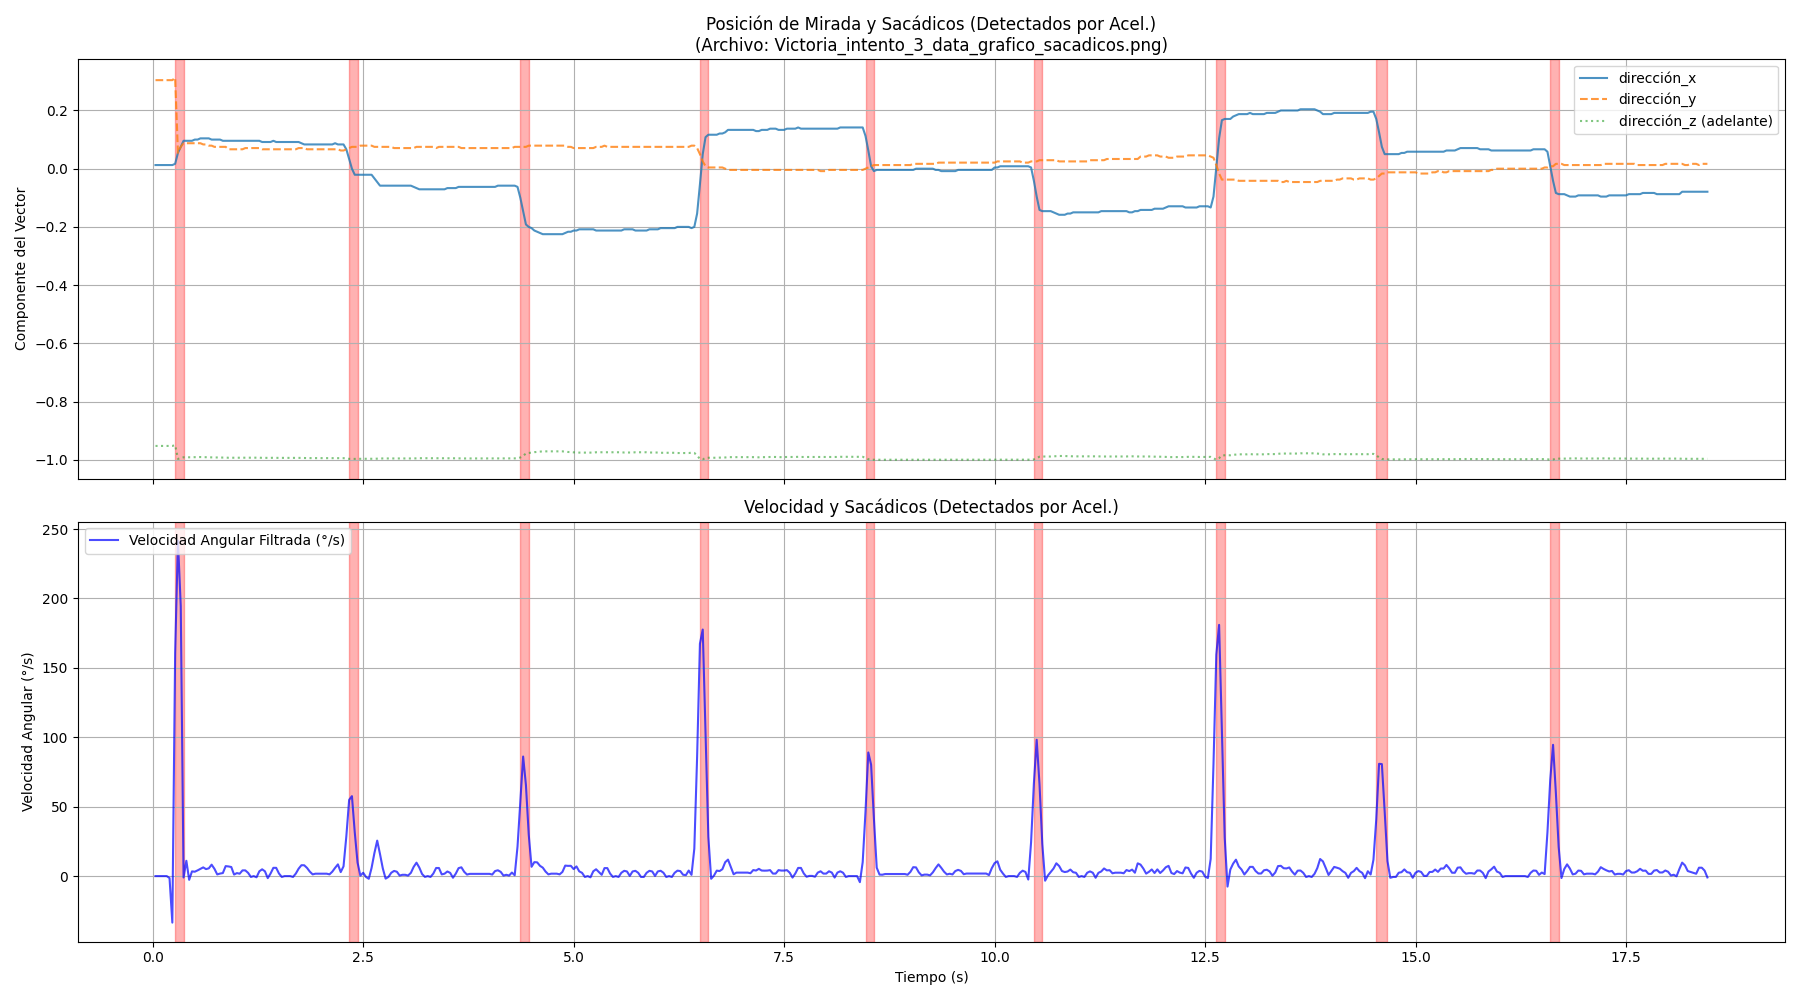 Posición de Mirada y Sacádicos (Detectados por Acel.)
(Archivo: Victoria_intento_3_data_grafico_sacadicos.png)
dirección_x
dirección_y
dirección_z (adelante)
Componente del Vector
0.2
0.0
−0.2
−0.4
−0.6
−0.8
−1.0
Velocidad y Sacádicos (Detectados por Acel.)
Velocidad Angular Filtrada (°/s)
Velocidad Angular (°/s)
250
200
150
100
50
0
0.0 2.5 5.0 7.5 10.0 12.5 15.0 17.5
Tiempo (s)